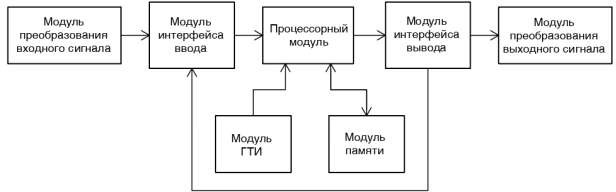 Модуль
преобразования
входного сигнала
Модуль
интерфейса
ввода
Процессорный
модуль
Модуль
интерфейса
вывода
Модуль
преобразования
выходного сигнала
Модуль
ГТИ
Модуль
памяти